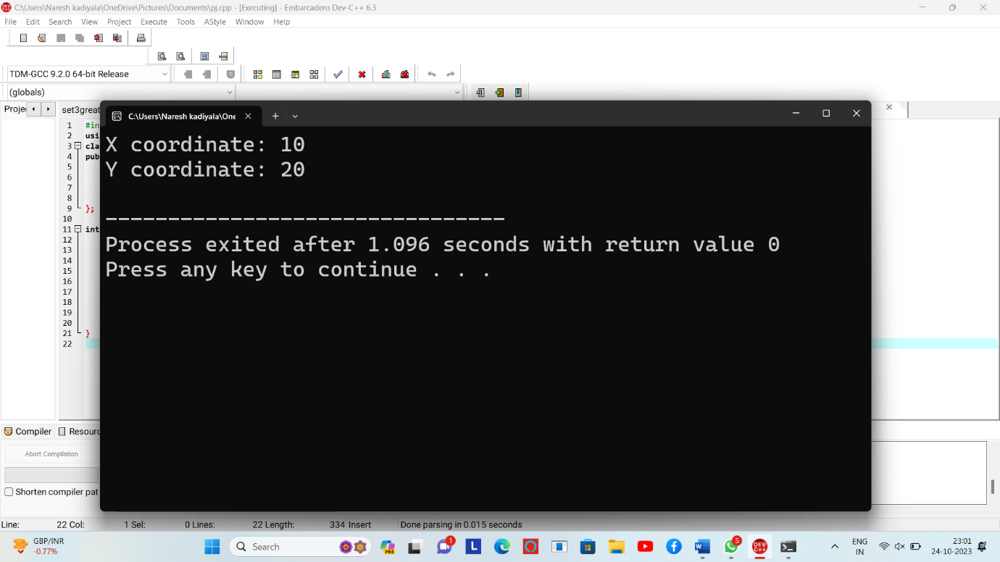 C:\Users\Naresh kadiyala\OneDrive\Pictures\Documents\pj.cpp - [Executing] - Embarcadero Dev-C++ 6.3
File Edit Search View Project Execute Tools AStyle Window Help
TDM-GCC 9.2.0 64-bit Release
(globals)
Proje
set3great
C:\Users\Naresh kadiyala\One
1 #in
2 usi
3 cla
4 pub
5
6
7
8
9 };
10
11 int
12
13
14
15
16
17
18
19
20
21 }
22
X coordinate: 10
Y coordinate: 20
--------------------------------
Process exited after 1.096 seconds with return value 0
Press any key to continue . . .
Compiler Resourc
Abort Compilation
Shorten compiler pat
Line: 22 Col: 1 Sel: 0 Lines: 22 Length: 334 Insert Done parsing in 0.015 seconds
GBP/INR
-0.77%
Search
PRE
1
L
5
DEV
C++
ENG
IN
23:01
24-10-2023